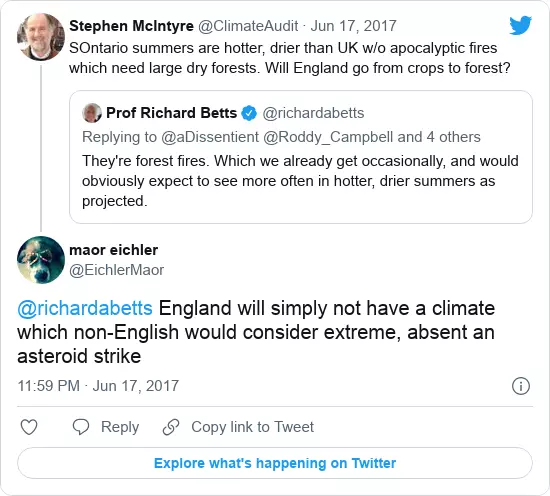 Stephen McIntyre @ClimateAudit · Jun 17, 2017
SOntario summers are hotter, drier than UK w/o apocalyptic fires
which need large dry forests. Will England go from crops to forest?
Prof Richard Betts @richardabetts
Replying to @aDissentient @Roddy_Campbell and 4 others
They're forest fires. Which we already get occasionally, and would
obviously expect to see more often in hotter, drier summers as
projected.
maor eichler
@EichlerMaor
@richardabetts England will simply not have a climate
which non-English would consider extreme, absent an
asteroid strike
11:59 PM · Jun 17, 2017
Reply
Copy link to Tweet
Explore what's happening on Twitter